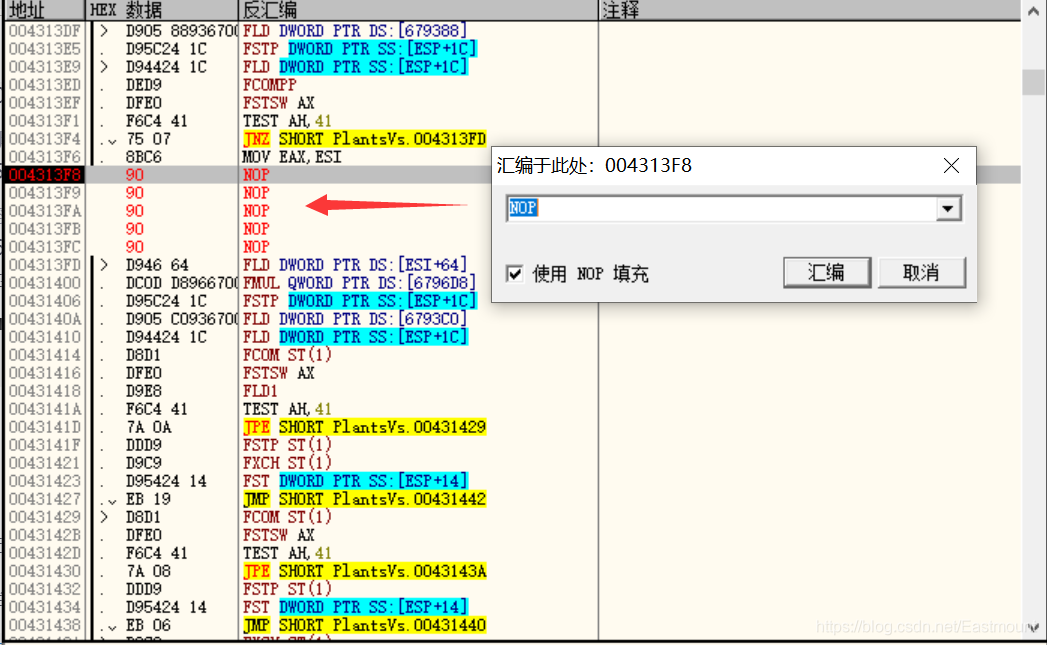 地址 HEX 数据 反汇编 注释
004313DF > D905 88936700 FLD DWORD PTR DS:[679388]
004313E5 . D95C24 1C FSTP DWORD PTR SS:[ESP+1C]
004313E9 > D94424 1C FLD DWORD PTR SS:[ESP+1C]
004313ED . DED9 FCOMPP
004313EF . DFE0 FSTSW AX
004313F1 . F6C4 41 TEST AH,41
004313F4 . 75 07 JNZ SHORT PlantsVs.004313FD
004313F6 . 8BC6 MOV EAX,ESI
004313F8 90 NOP
004313F9 90 NOP
004313FA 90 NOP
004313FB 90 NOP
004313FC 90 NOP
004313FD > D946 64 FLD DWORD PTR DS:[ESI+64]
00431400 . DC0D D8966700 FMUL QWORD PTR DS:[6796D8]
00431406 . D95C24 1C FSTP DWORD PTR SS:[ESP+1C]
0043140A . D905 C0936700 FLD DWORD PTR DS:[6793C0]
00431410 . D94424 1C FLD DWORD PTR SS:[ESP+1C]
00431414 . D8D1 FCOM ST(1)
00431416 . DFE0 FSTSW AX
00431418 . D9E8 FLD1
0043141A . F6C4 41 TEST AH,41
0043141D . 7A 0A JPE SHORT PlantsVs.00431429
0043141F . DDD9 FSTP ST(1)
00431421 . D9C9 FXCH ST(1)
00431423 . D95424 14 FST DWORD PTR SS:[ESP+14]
00431427 . EB 19 JMP SHORT PlantsVs.00431442
00431429 > D8D1 FCOM ST(1)
0043142B . DFE0 FSTSW AX
0043142D . F6C4 41 TEST AH,41
00431430 . 7A 08 JPE SHORT PlantsVs.0043143A
00431432 . DDD9 FSTP ST(1)
00431434 . D95424 14 FST DWORD PTR SS:[ESP+14]
00431438 . EB 06 JMP SHORT PlantsVs.00431440
汇编于此处：004313F8
NOP
使用 NOP 填充
汇编
取消
https://blog.csdn.net/Eastmount